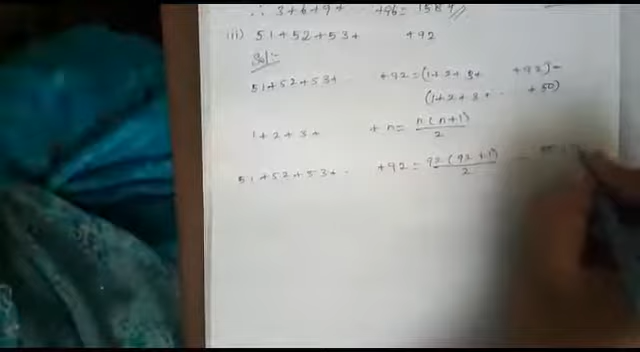 ∴ 3+6+9+ +96 = 1584//
iii) 51+52+53+ +92
Sol:-
51+52+53+ · · +92 = (1+2+3+ +92) -
(1+2+3+ · · +50)
1+2+3+ +n = n(n+1)/2
51+52+53+ · · +92 = 92(92+1)/2 -